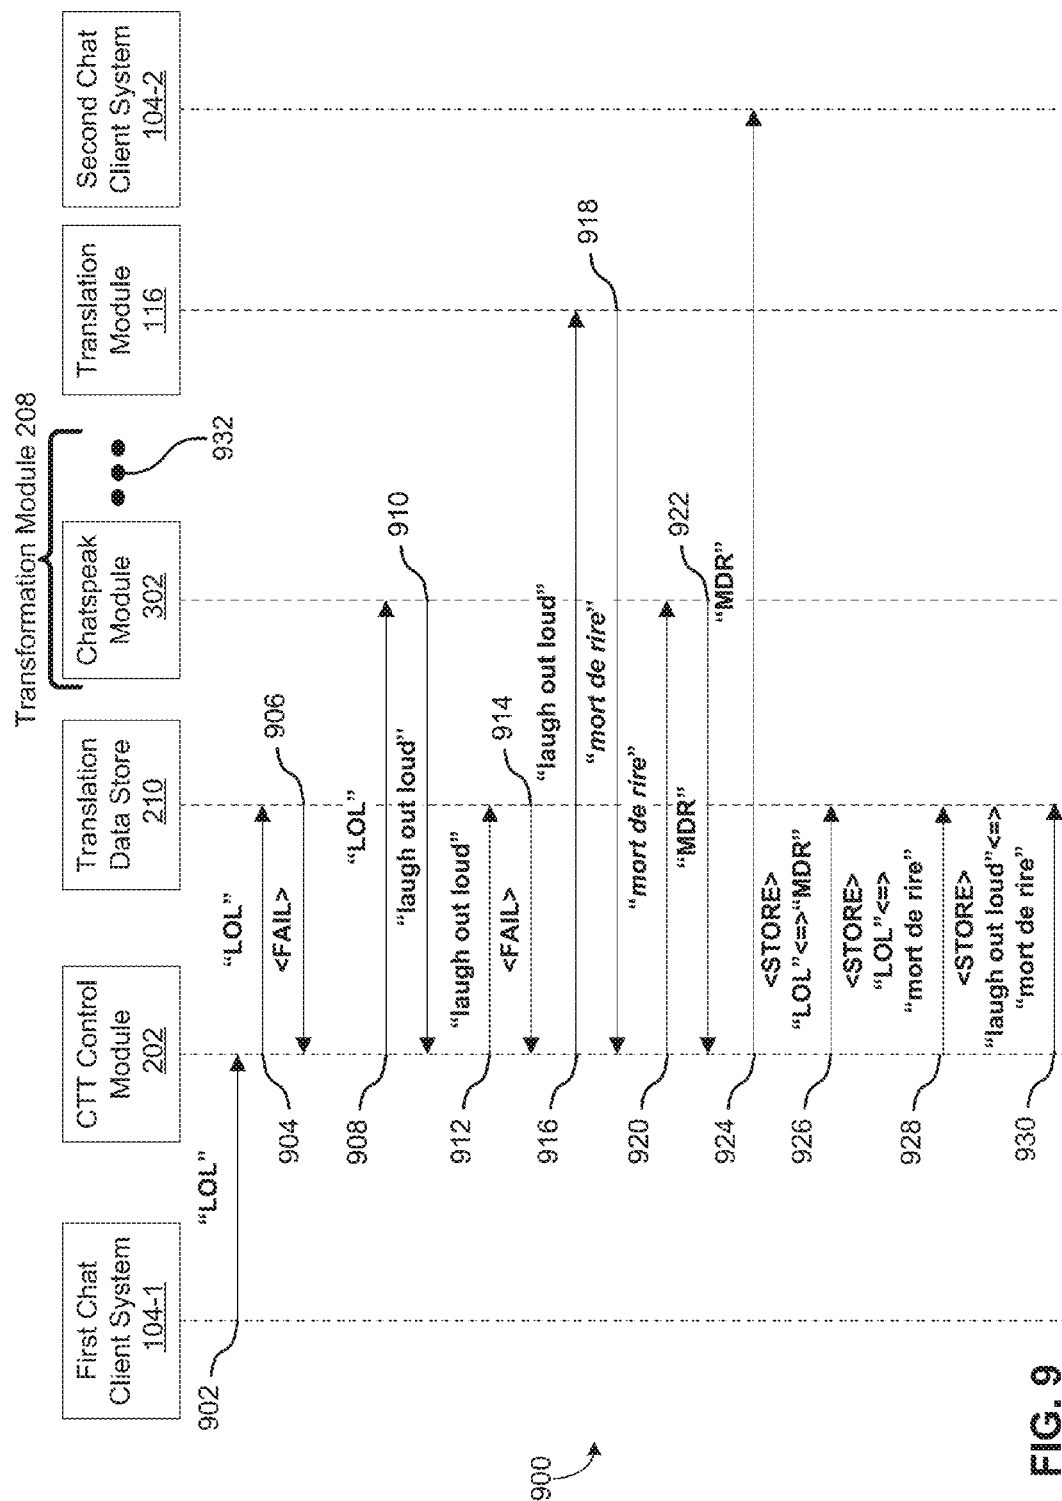 Transformation Module 208
First Chat
Client System
104-1
CTT Control
Module
202
Translation
Data Store
210
Chatspeak
Module
302
932
Translation
Module
116
Second Chat
Client System
104-2
902
“LOL”
“LOL”
904
<FAIL>
906
“LOL”
908
“laugh out loud”
910
“laugh out loud”
912
<FAIL>
914
“laugh out loud”
916
“mort de rire”
918
“mort de rire”
920
“MDR”
922
“MDR”
924
<STORE>
“LOL”<=>“MDR”
926
<STORE>
“LOL”<=>
“mort de rire”
928
<STORE>
“laugh out loud”<=>
“mort de rire”
930
900
FIG. 9